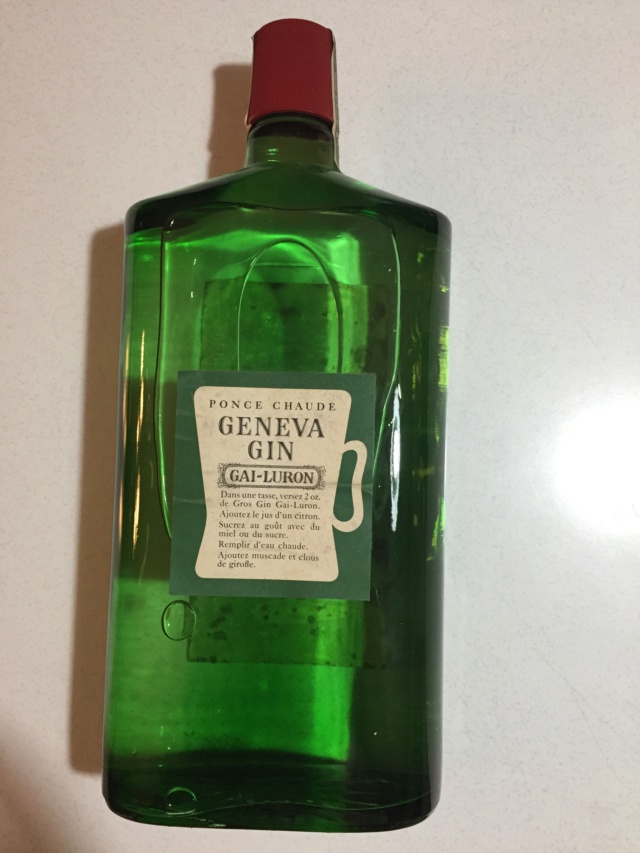 PONCE CHAUDE
GENEVA
GIN
GAI-LURON
Dans une tasse, versez 2 oz.
de Gros Gin Gai-Luron.
Ajoutez le jus d'un citron.
Sucrez au goût avec du
miel ou du sucre.
Remplir d'eau chaude.
Ajoutez muscade et clous
de girofle.